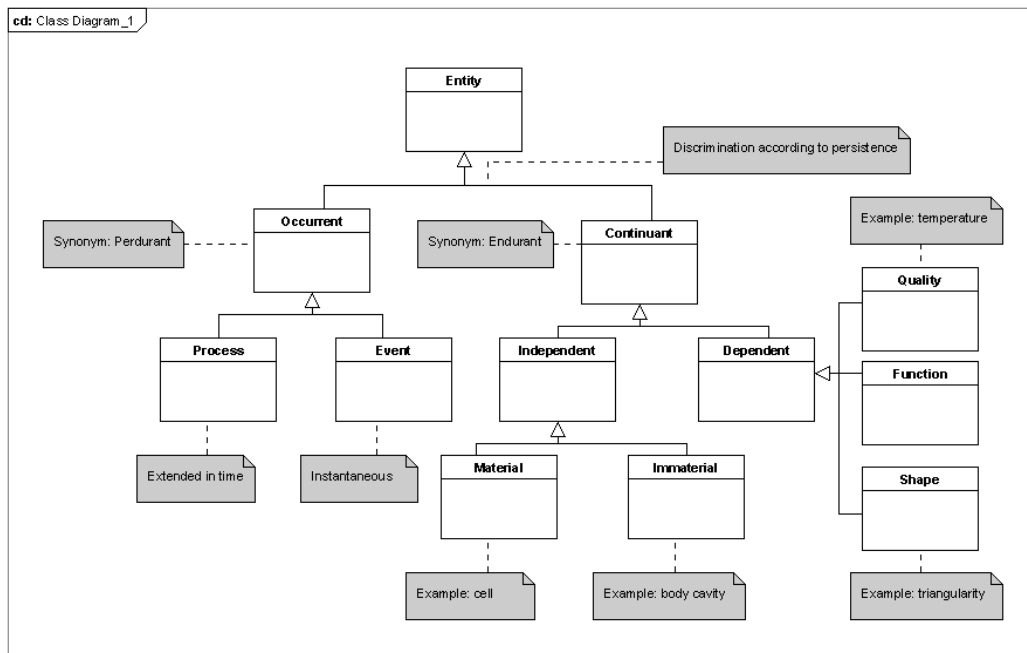 cd: Class Diagram_1
Entity
Discrimination according to persistence
Occurrent
Synonym: Perdurant
Continuant
Synonym: Endurant
Example: temperature
Quality
Process
Event
Independent
Dependent
Function
Extended in time
Instantaneous
Material
Immaterial
Shape
Example: cell
Example: body cavity
Example: triangularity